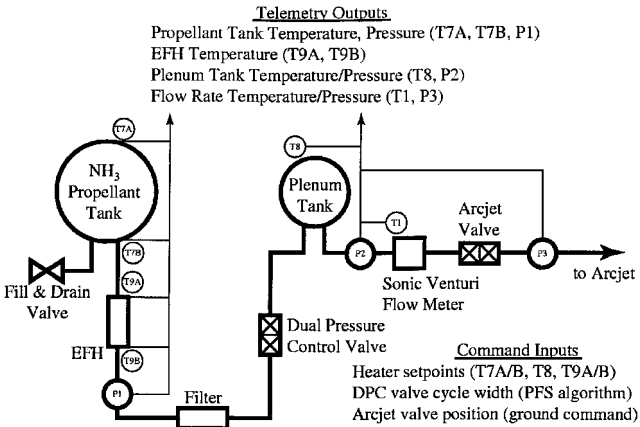 Telemetry Outputs
Propellant Tank Temperature, Pressure (T7A, T7B, P1)
EFH Temperature (T9A, T9B)
Plenum Tank Temperature/Pressure (T8, P2)
Flow Rate Temperature/Pressure (T1, P3)
T7A
T8
NH3
Propellant
Tank
Plenum
Tank
T1
Arcjet
Valve
T7B
P2
P3
T9A
to Arcjet
Fill & Drain
Valve
Sonic Venturi
Flow Meter
EFH
Dual Pressure
Control Valve
T9B
P1
Filter
Command Inputs
Heater setpoints (T7A/B, T8, T9A/B)
DPC valve cycle width (PFS algorithm)
Arcjet valve position (ground command)